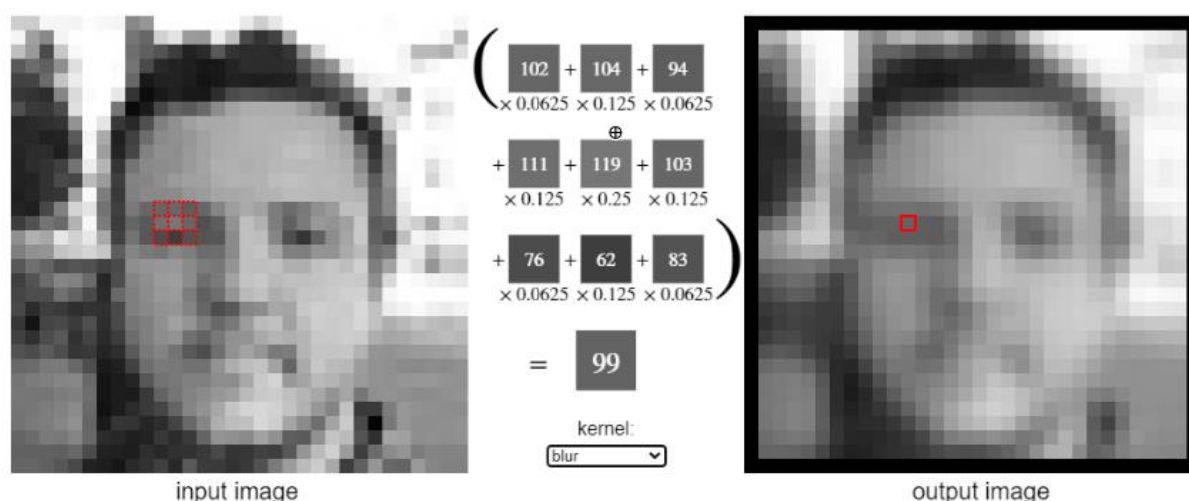 ( 102 + 104 + 94
× 0.0625 × 0.125 × 0.0625
+ 111 + 119 + 103
× 0.125 × 0.25 × 0.125
+ 76 + 62 + 83 )
× 0.0625 × 0.125 × 0.0625
= 99
kernel:
blur
input image
output image